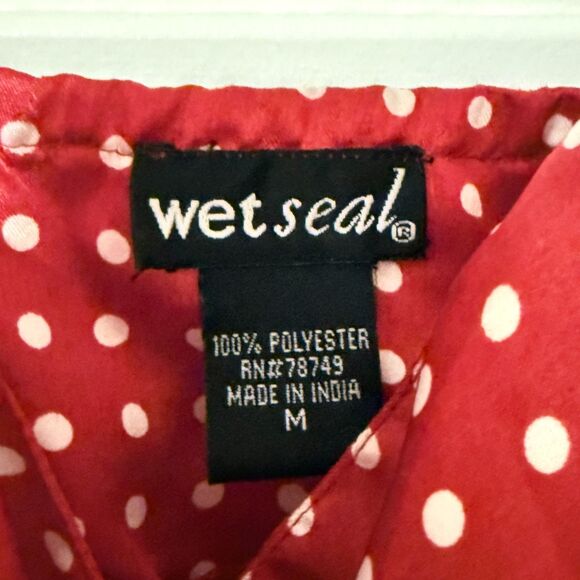 wet seal®
100% POLYESTER
RN#78749
MADE IN INDIA
M